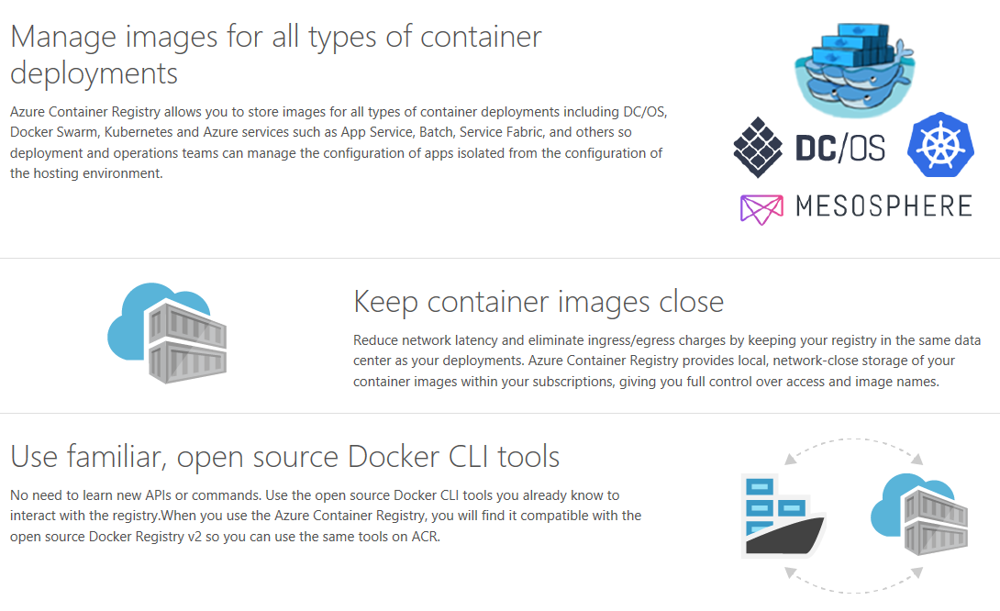 Manage images for all types of container
deployments
Azure Container Registry allows you to store images for all types of container deployments including DC/OS,
Docker Swarm, Kubernetes and Azure services such as App Service, Batch, Service Fabric, and others so
deployment and operations teams can manage the configuration of apps isolated from the configuration of
the hosting environment.
DC/OS
MESOSPHERE
Keep container images close
Reduce network latency and eliminate ingress/egress charges by keeping your registry in the same data
center as your deployments. Azure Container Registry provides local, network-close storage of your
container images within your subscriptions, giving you full control over access and image names.
Use familiar, open source Docker CLI tools
No need to learn new APIs or commands. Use the open source Docker CLI tools you already know to
interact with the registry.When you use the Azure Container Registry, you will find it compatible with the
open source Docker Registry v2 so you can use the same tools on ACR.